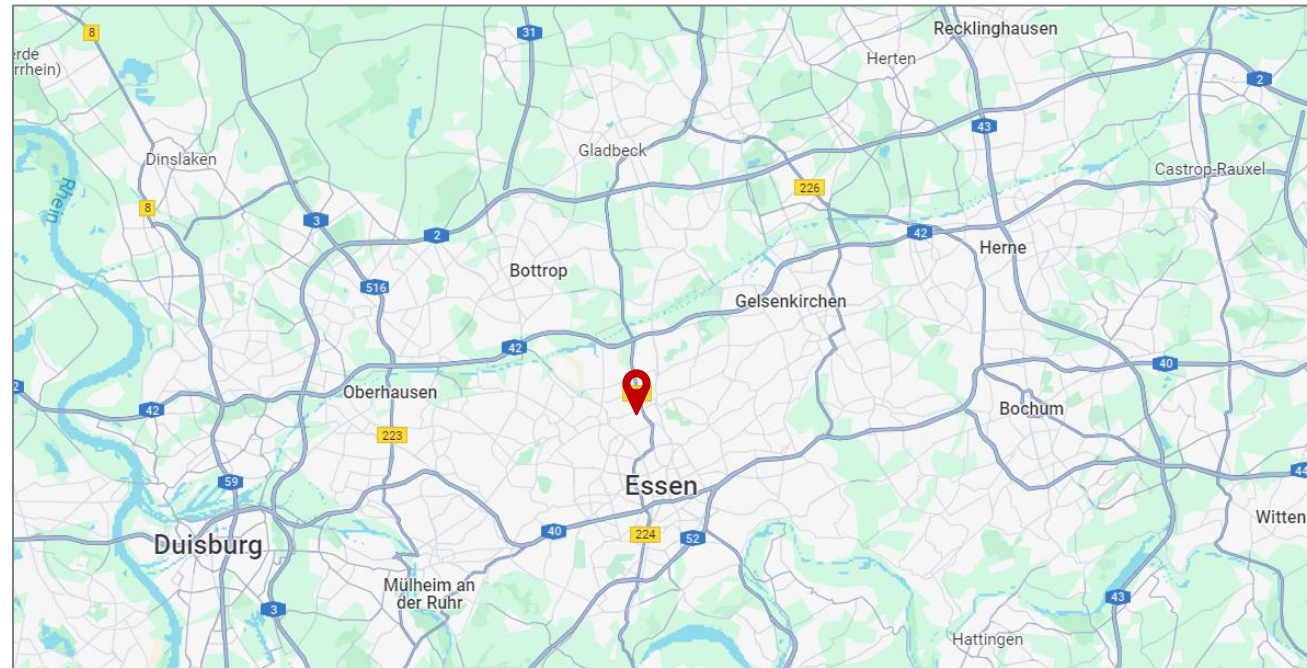 8
31
Recklinghausen
erde
rrhein)
Herten
2
43
Rhein
Dinslaken
Gladbeck
Castrop-Rauxel
226
8
3
2
42
Herne
Bottrop
516
Gelsenkirchen
42
40
2
Oberhausen
42
Bochum
223
Essen
44
59
Witten
40
224
52
Duisburg
Mülheim an
der Ruhr
3
43
Hattingen